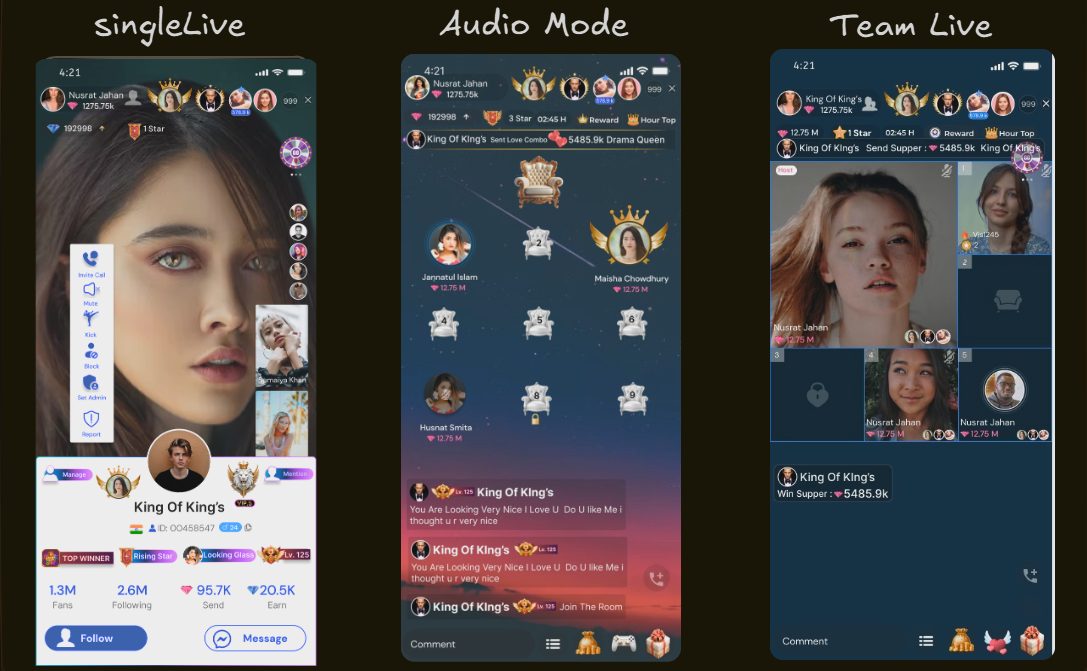 singleLive
4:21
Nusrat Jahan
1275.75k
999
192998
1 Star
Invite Call
Mute
Kick
Block
Set Admin
Report
Manage
Mention
King Of King's
ID: 00458547
24
TOP WINNER
Rising Star
Looking Glass
Lv. 125
1.3M
Fans
2.6M
Following
95.7K
Send
20.5K
Earn
Follow
Message
Audio Mode
4:21
Nusrat Jahan
1275.75k
999
192998
3 Star
02:45 H
Reward
Hour Top
King Of KIng's Sent Love Combo 5485.9k Drama Queen
2
Jannatul Islam
12.75 M
Maisha Chowdhury
12.75 M
4
5
6
Husnat Smita
12.75 M
8
9
Lv. 125 King Of KIng's
You Are Looking Very Nice I Love U Do U like Me i
thought u r very nice
King Of KIng's Lv. 125
You Are Looking Very Nice I Love U Do U like Me i
thought u r very nice
King Of KIng's Lv. 125 Join The Room
Comment
Team Live
4:21
King Of King's
1275.75k
999
12.75 M
1 Star
02:45 H
Reward
Hour Top
King Of KIng's Send Supper : 5485.9k King Of KIng's
Host
Nusrat Jahan
12.75 M
1
Visi245
2
2
3
4
Nusrat Jahan
12.75 M
5
Nusrat Jahan
12.75 M
King Of KIng's
Win Supper : 5485.9k
Comment